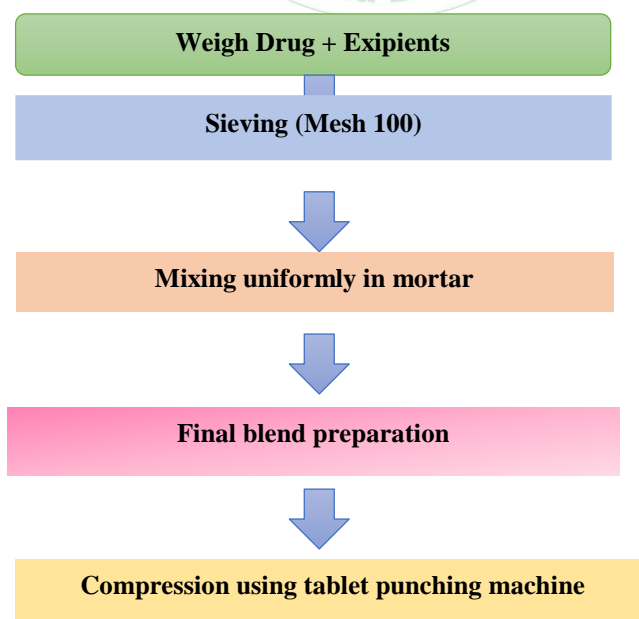 Weigh Drug + Exipients
Sieving (Mesh 100)
Mixing uniformly in mortar
Final blend preparation
Compression using tablet punching machine